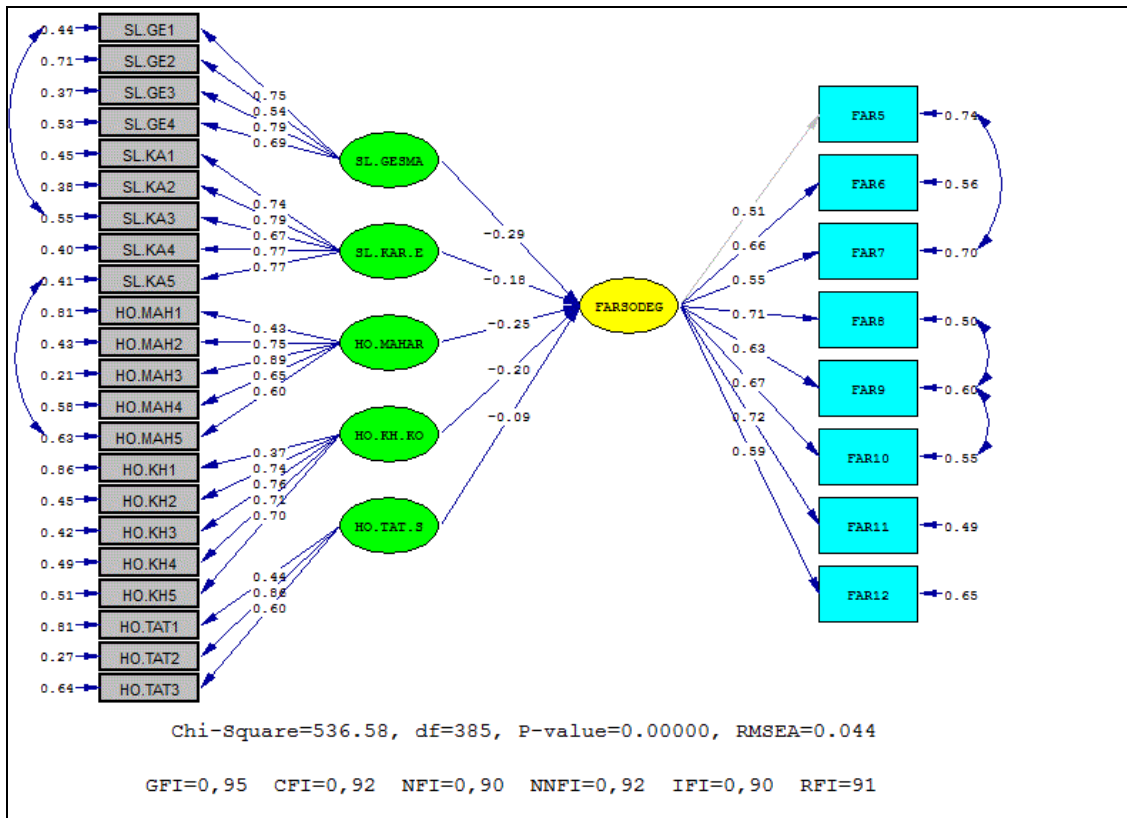 0.44 SL.GE1
0.71 SL.GE2
0.37 SL.GE3
0.53 SL.GE4
0.45 SL.KA1
0.38 SL.KA2
0.55 SL.KA3
0.40 SL.KA4
0.41 SL.KA5
0.81 HO.MAH1
0.43 HO.MAH2
0.21 HO.MAH3
0.58 HO.MAH4
0.63 HO.MAH5
0.86 HO.KH1
0.45 HO.KH2
0.42 HO.KH3
0.49 HO.KH4
0.51 HO.KH5
0.81 HO.TAT1
0.27 HO.TAT2
0.64 HO.TAT3
0.75
0.54
0.79
0.69
0.74
0.79
0.67
0.77
0.77
0.43
0.75
0.89
0.65
0.60
0.37
0.74
0.76
0.71
0.70
0.44
0.86
0.60
SL.GESMA
SL.KAR.E
HO.MAHAR
HO.KH.KO
HO.TAT.S
-0.29
-0.18
-0.25
-0.20
-0.09
FARSODEG
0.51
0.66
0.55
0.71
0.63
0.67
0.72
0.59
FAR5 0.74
FAR6 0.56
FAR7 0.70
FAR8 0.50
FAR9 0.60
FAR10 0.55
FAR11 0.49
FAR12 0.65
Chi-Square=536.58, df=385, P-value=0.00000, RMSEA=0.044
GFI=0,95 CFI=0,92 NFI=0,90 NNFI=0,92 IFI=0,90 RFI=91